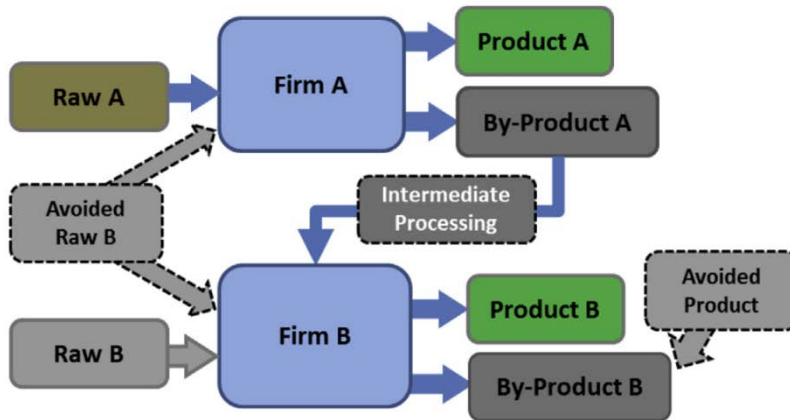 Product A
Firm A
Raw A
By-Product A
Avoided
Raw B
Intermediate
Processing
Avoided
Product
Product B
Firm B
Raw B
By-Product B